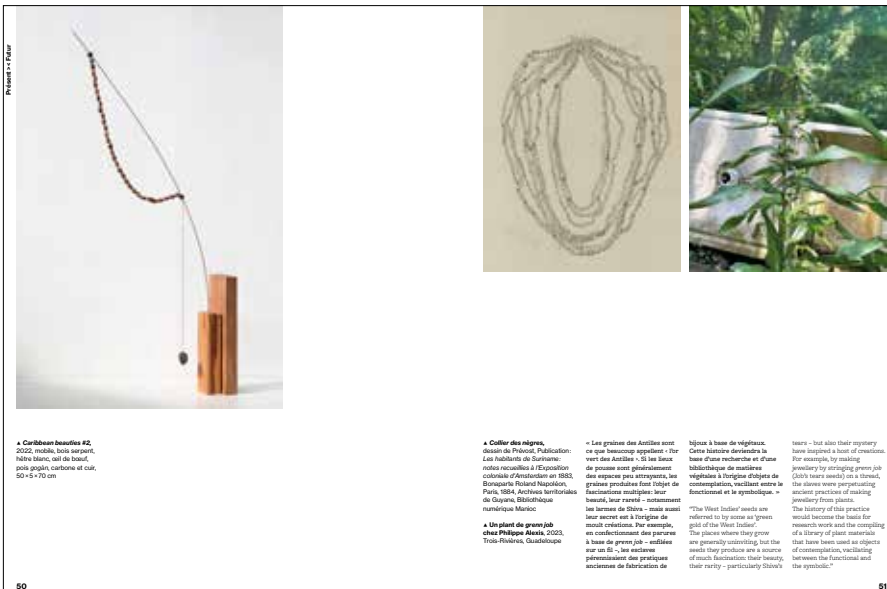 Présent >< Futur
▲ Caribbean beauties #2,
2022, mobile, bois serpent,
hêtre blanc, œil de bœuf,
pois gogàn, carbone et cuir,
50 × 5 × 70 cm
50
▲ Collier des nègres,
dessin de Prévost, Publication:
Les habitants de Suriname:
notes recueillies à l'Exposition
coloniale d'Amsterdam en 1883,
Bonaparte Roland Napoléon,
Paris, 1884, Archives territoriales
de Guyane, Bibliothèque
numérique Manioc
▲ Un plant de grenn job
chez Philippe Alexis, 2023,
Trois-Rivières, Guadeloupe
« Les graines des Antilles sont
ce que beaucoup appellent ‹ l'or
vert des Antilles ›. Si les lieux
de pousse sont généralement
des espaces peu attrayants, les
graines produites font l'objet de
fascinations multiples: leur
beauté, leur rareté – notamment
les larmes de Shiva – mais aussi
leur secret est à l'origine de
moult créations. Par exemple,
en confectionnant des parures
à base de grenn job – enfilées
sur un fil –, les esclaves
pérennisaient des pratiques
anciennes de fabrication de
bijoux à base de végétaux.
Cette histoire deviendra la
base d'une recherche et d'une
bibliothèque de matières
végétales à l'origine d'objets de
contemplation, vacillant entre le
fonctionnel et le symbolique. »
"The West Indies' seeds are
referred to by some as 'green
gold of the West Indies'.
The places where they grow
are generally uninviting, but the
seeds they produce are a source
of much fascination: their beauty,
their rarity – particularly Shiva's
tears – but also their mystery
have inspired a host of creations.
For example, by making
jewellery by stringing grenn job
(Job's tears seeds) on a thread,
the slaves were perpetuating
ancient practices of making
jewellery from plants.
The history of this practice
would become the basis for
research work and the compiling
of a library of plant materials
that have been used as objects
of contemplation, vacillating
between the functional and
the symbolic."
51